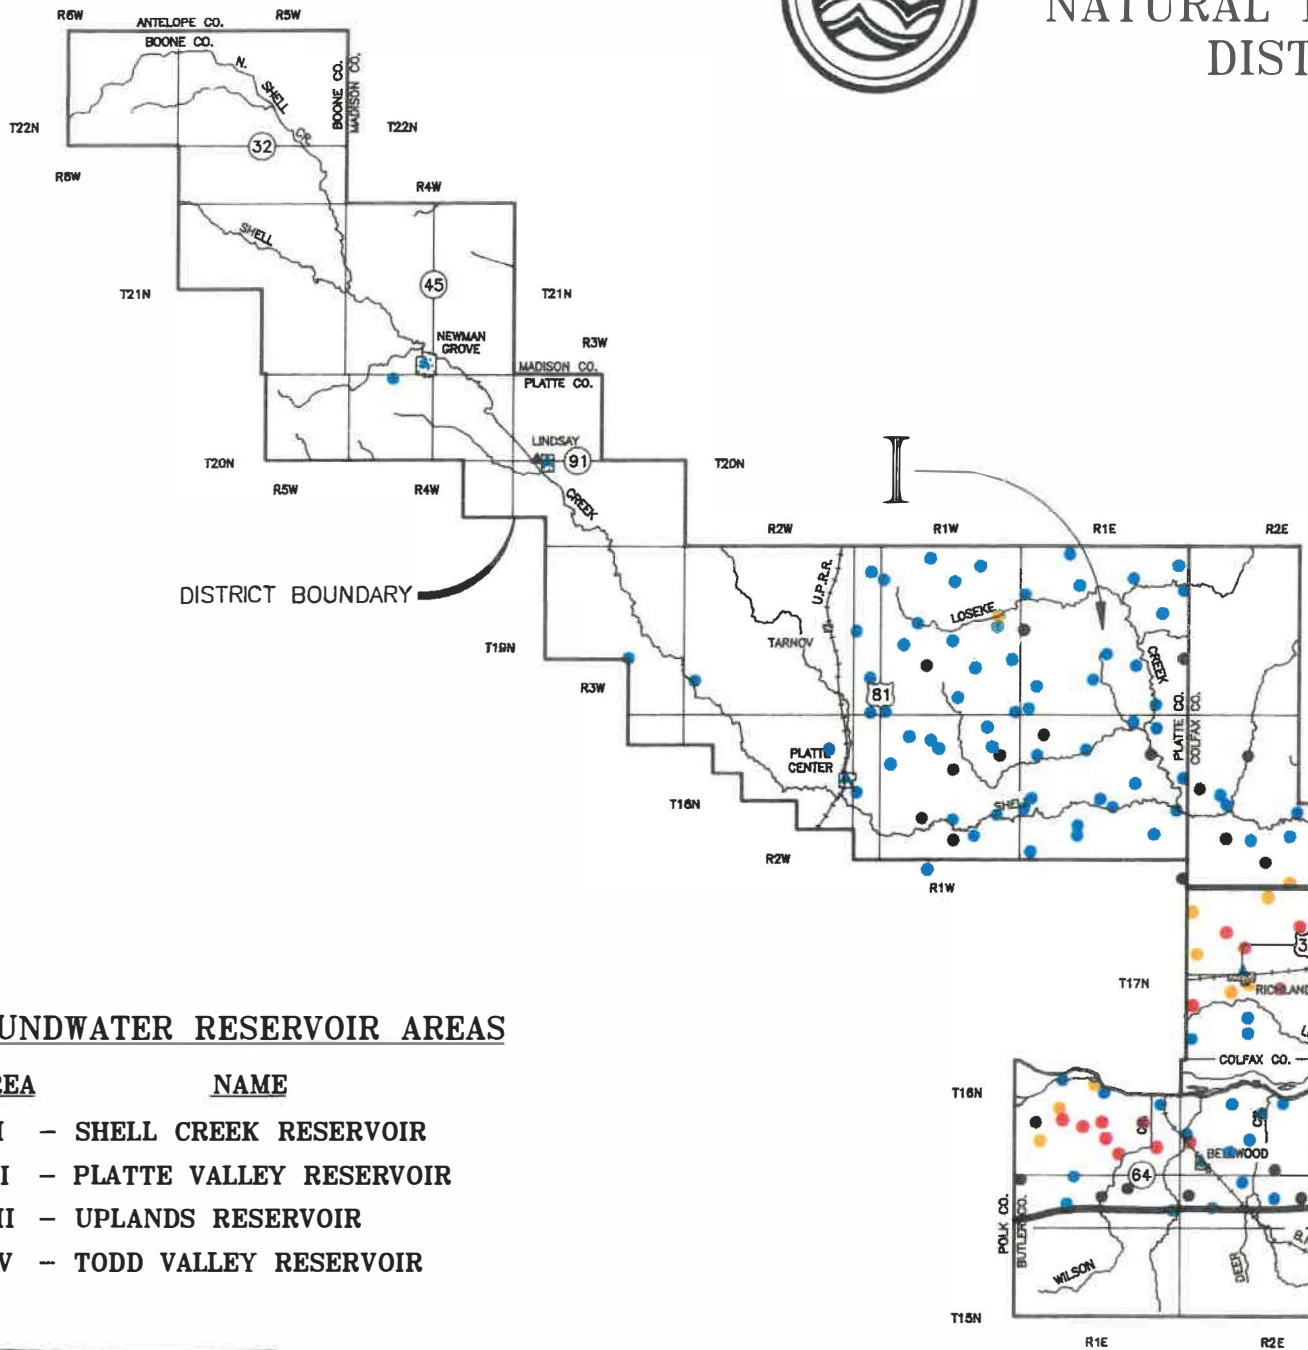 NATURAL
DIST
R6W
R5W
ANTELOPE CO.
BOONE CO.
N.
SHELL
CR.
BOONE CO.
MADISON CO.
T22N
T22N
32
R6W
R4W
SHELL
45
T21N
T21N
NEWMAN
GROVE
R3W
MADISON CO.
PLATTE CO.
LINDSAY
91
T20N
T20N
R5W
R4W
CREEK
I
R2W
R1W
R1E
R2E
DISTRICT BOUNDARY
U.P.R.R.
LOSEKE
TARNOV
T19N
CREEK
R3W
81
PLATTE CO.
COLFAX CO.
PLATTE
CENTER
T18N
SHELL
R2W
R1W
T17N
RICHLAND
COLFAX CO.
T16N
CR.
BELLWOOD
64
POLK CO.
BUTLER CO.
WILSON
DEER
T15N
R1E
R2E
UNDWATER RESERVOIR AREAS
REA NAME
I – SHELL CREEK RESERVOIR
I – PLATTE VALLEY RESERVOIR
II – UPLANDS RESERVOIR
V – TODD VALLEY RESERVOIR